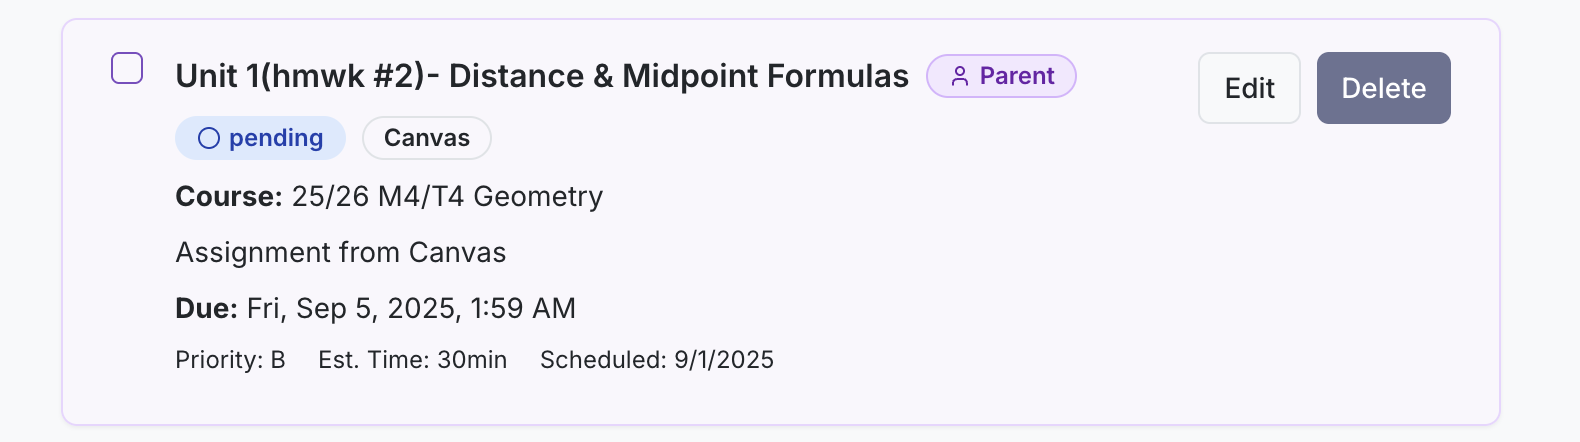 Unit 1(hmwk #2)- Distance & Midpoint Formulas Parent Edit Delete
pending Canvas
Course: 25/26 M4/T4 Geometry
Assignment from Canvas
Due: Fri, Sep 5, 2025, 1:59 AM
Priority: B Est. Time: 30min Scheduled: 9/1/2025